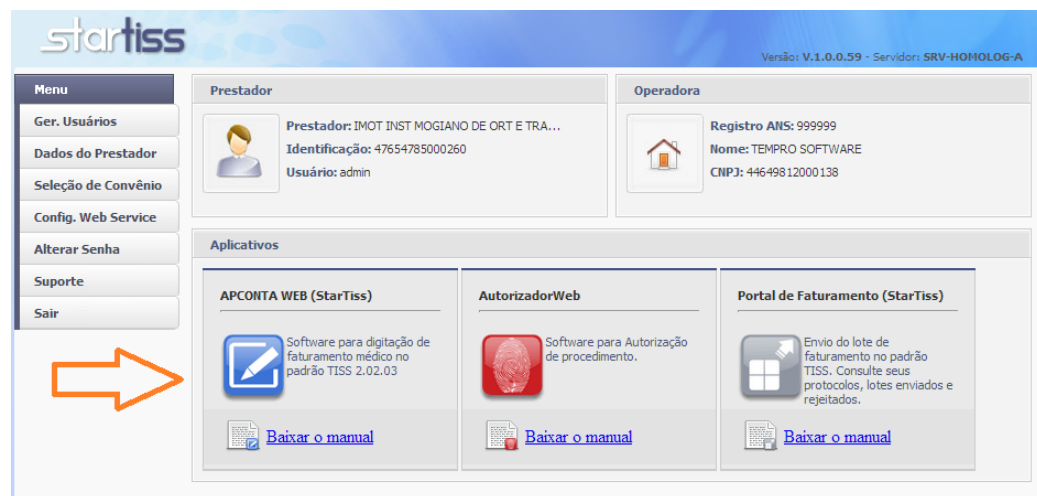 startiss
Versão: V.1.0.0.59 - Servidor: SRV-HOMOLOG-A
Menu
Ger. Usuários
Dados do Prestador
Seleção de Convênio
Config. Web Service
Alterar Senha
Suporte
Sair
Prestador
Prestador: IMOT INST MOGIANO DE ORT E TRA...
Identificação: 47654785000260
Usuário: admin
Operadora
Registro ANS: 999999
Nome: TEMPRO SOFTWARE
CNPJ: 44649812000138
Aplicativos
APCONTA WEB (StarTiss)
Software para digitação de
faturamento médico no
padrão TISS 2.02.03
Baixar o manual
AutorizadorWeb
Software para Autorização
de procedimento.
Baixar o manual
Portal de Faturamento (StarTiss)
Envio do lote de
faturamento no padrão
TISS. Consulte seus
protocolos, lotes enviados e
rejeitados.
Baixar o manual